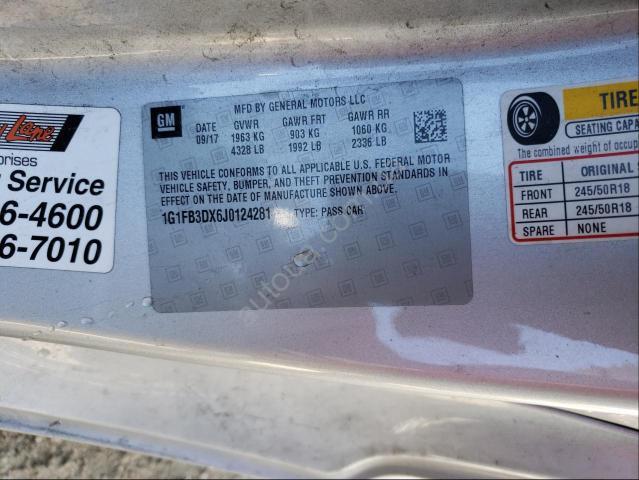 Lane
rprises
Service
6-4600
6-7010
GM
MFD BY GENERAL MOTORS LLC
DATE GVWR GAWR FRT GAWR RR
09/17 1963 KG 903 KG 1060 KG
4328 LB 1992 LB 2336 LB
THIS VEHICLE CONFORMS TO ALL APPLICABLE U.S. FEDERAL MOTOR
VEHICLE SAFETY, BUMPER, AND THEFT PREVENTION STANDARDS IN
EFFECT ON THE DATE OF MANUFACTURE SHOWN ABOVE.
1G1FB3DX6J0124281 TYPE: PASS CAR
TIRE
SEATING CAPA
The combined weight of occup
TIRE ORIGINAL
FRONT 245/50R18
REAR 245/50R18
SPARE NONE